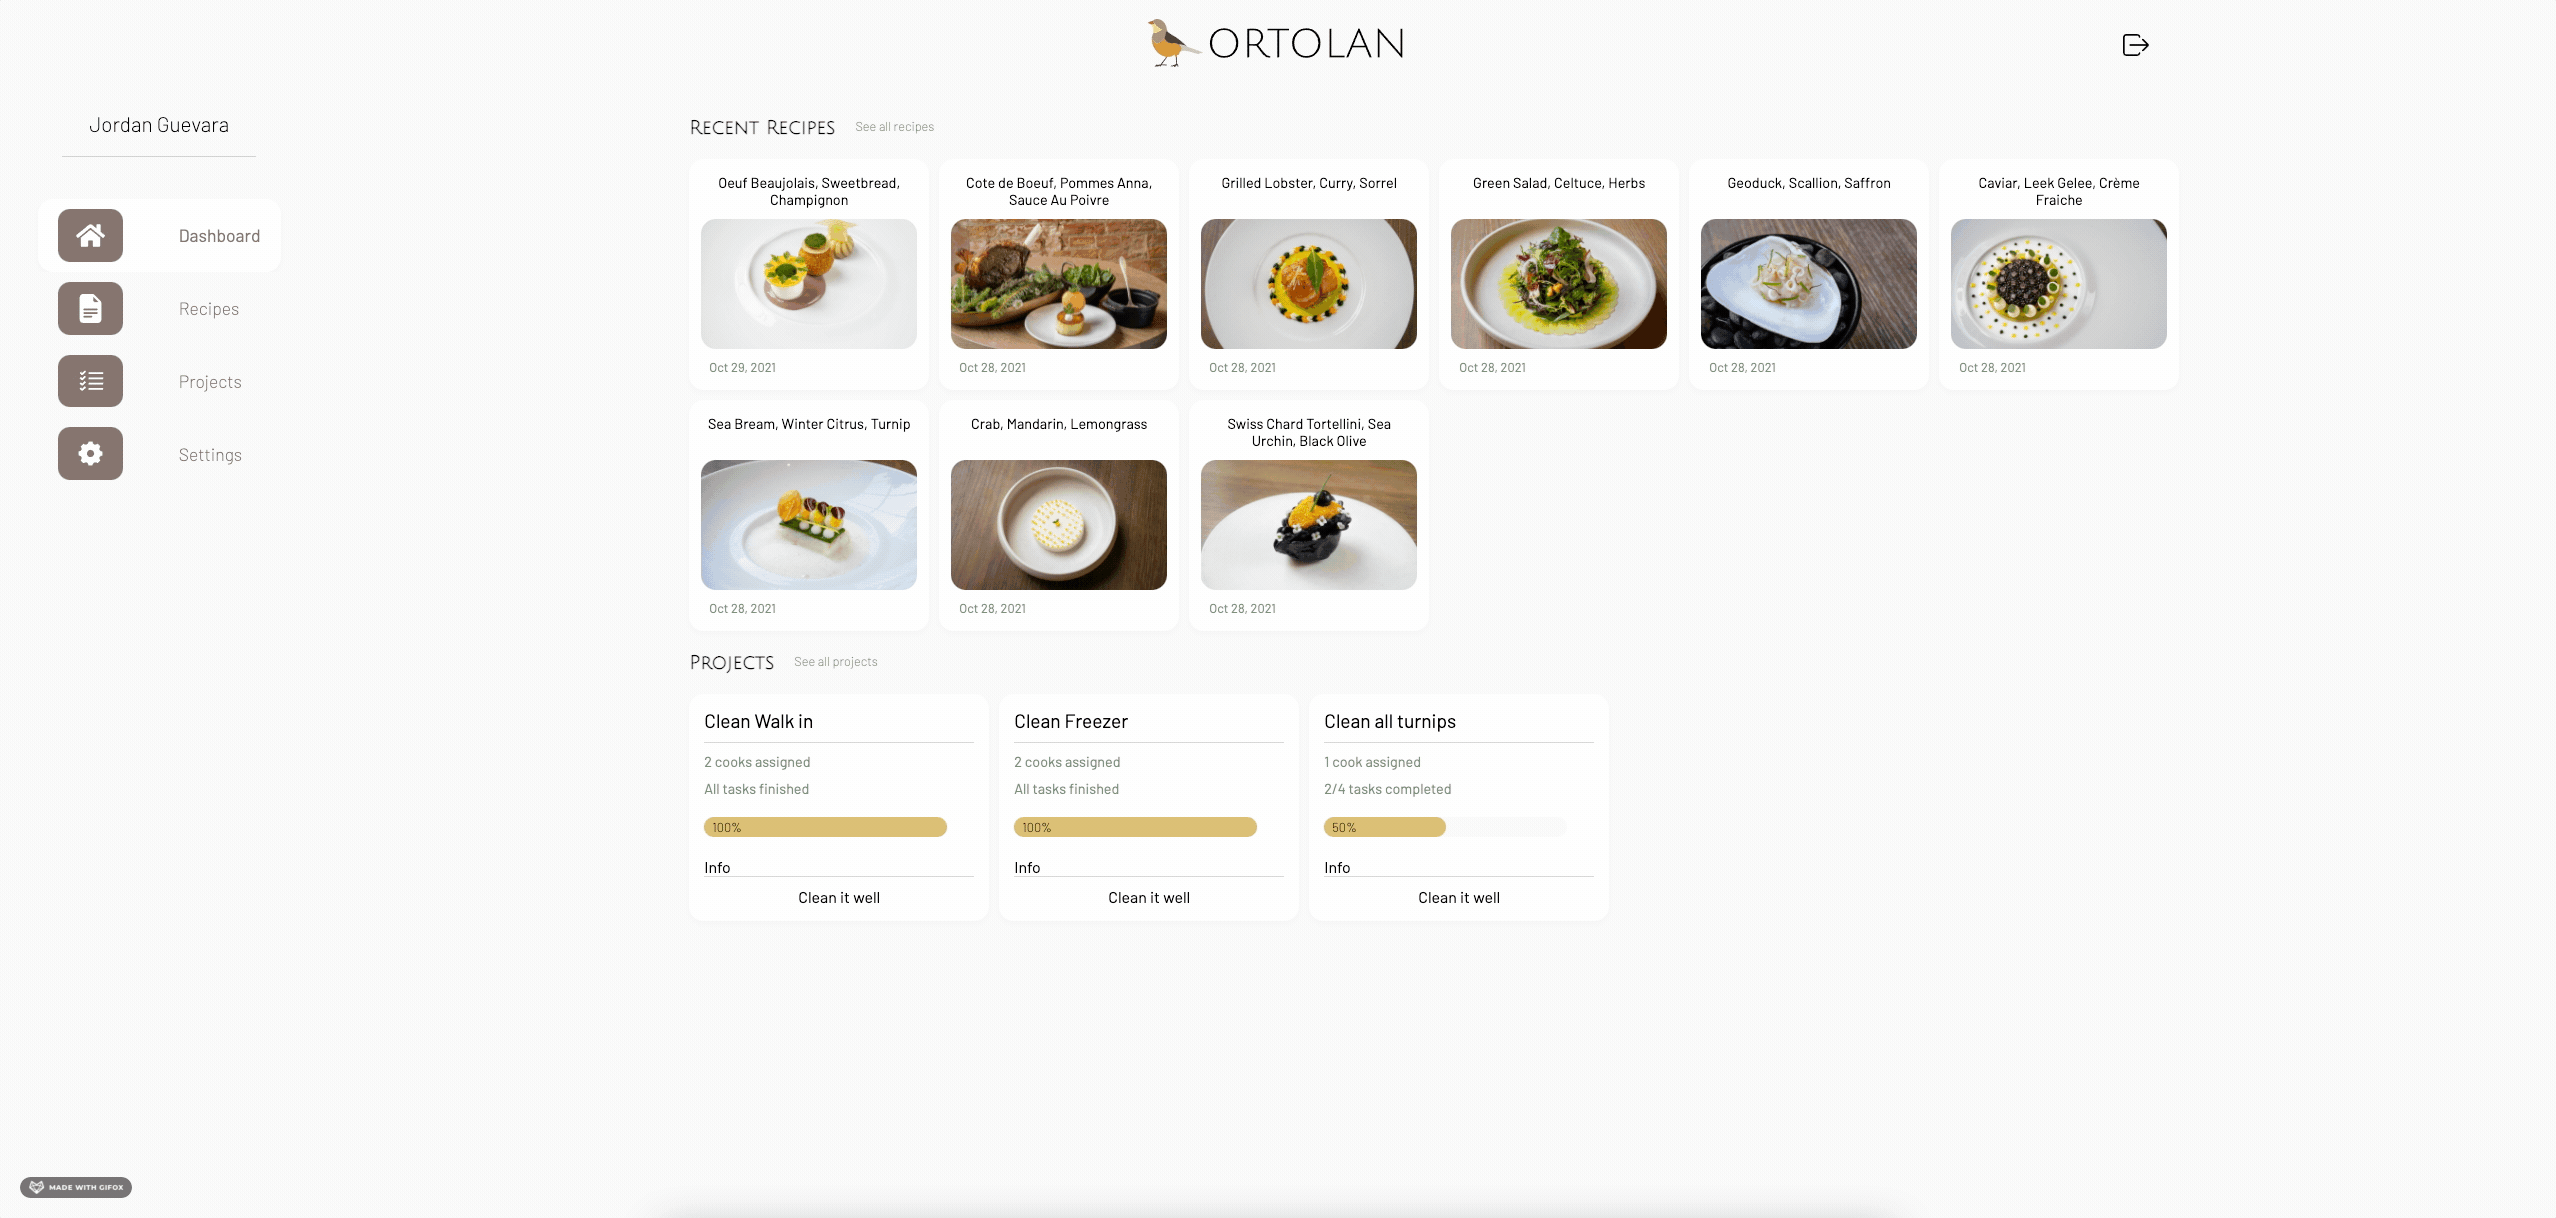 ORTOLAN
Jordan Guevara
Dashboard
Recipes
Projects
Settings
Recent Recipes
See all recipes
Oeuf Beaujolais, Sweetbread,
Champignon
Oct 29, 2021
Cote de Boeuf, Pommes Anna,
Sauce Au Poivre
Oct 28, 2021
Grilled Lobster, Curry, Sorrel
Oct 28, 2021
Green Salad, Celtuce, Herbs
Oct 28, 2021
Geoduck, Scallion, Saffron
Oct 28, 2021
Caviar, Leek Gelee, Crème
Fraiche
Oct 28, 2021
Sea Bream, Winter Citrus, Turnip
Oct 28, 2021
Crab, Mandarin, Lemongrass
Oct 28, 2021
Swiss Chard Tortellini, Sea
Urchin, Black Olive
Oct 28, 2021
Projects
See all projects
Clean Walk in
2 cooks assigned
All tasks finished
100%
Info
Clean it well
Clean Freezer
2 cooks assigned
All tasks finished
100%
Info
Clean it well
Clean all turnips
1 cook assigned
2/4 tasks completed
50%
Info
Clean it well
MADE WITH GIFOX